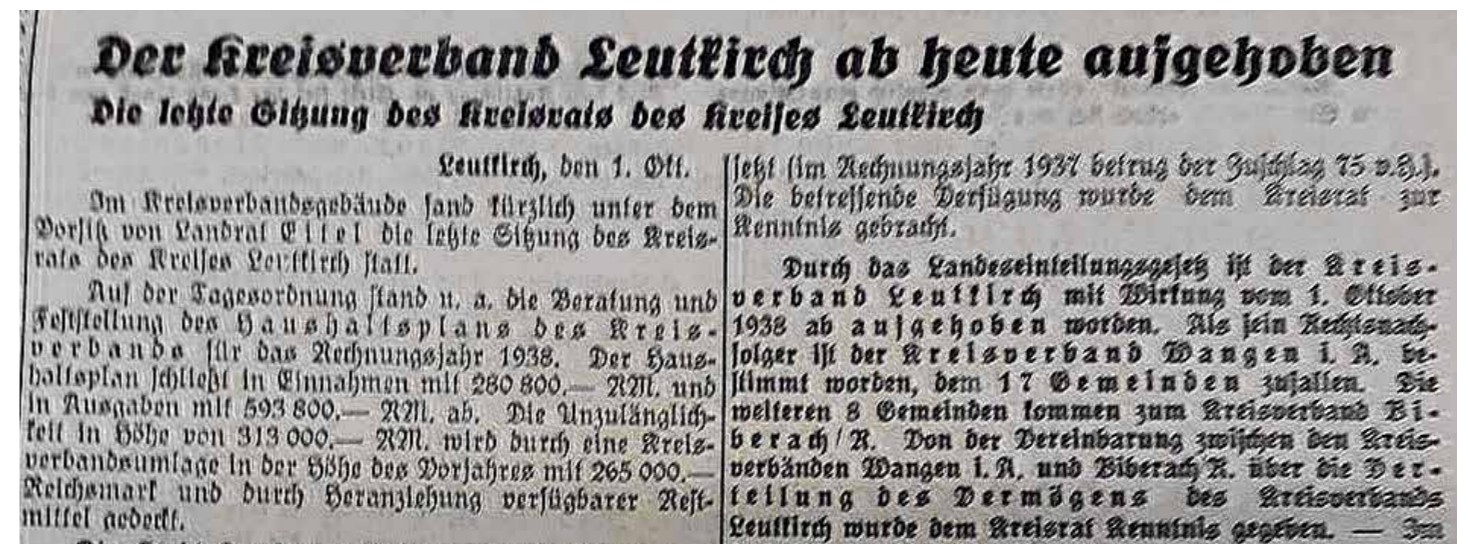 Der Kreisverband Leutkirch ab heute aufgehoben
Die letzte Sitzung des Kreisrats des Kreises Leutkirch
Leutkirch, den 1. Okt.
Im Kreisverbandsgebäude fand kürzlich unter dem
Vorsitz von Landrat Eitel die letzte Sitzung des Kreis-
rats des Kreises Leutkirch statt.
Auf der Tagesordnung stand u. a. die Beratung und
Feststellung des Haushaltsplans des Kreis-
verbands für das Rechnungsjahr 1938. Der Haus-
haltsplan schließt in Einnahmen mit 280 800.— RM. und
in Ausgaben mit 593 800.— RM. ab. Die Unzulänglich-
keit in Höhe von 313 000.— RM. wird durch eine Kreis-
verbandsumlage in der Höhe des Vorjahres mit 265 000.—
Reichsmark und durch Heranziehung verfügbarer Rest-
mittel gedeckt.
setzt (im Rechnungsjahr 1937 betrug der Zuschlag 75 v.H.).
Die betreffende Verfügung wurde dem Kreisrat zur
Kenntnis gebracht.
Durch das Landeseinteilungsgesetz ist der Kreis-
verband Leutkirch mit Wirkung vom 1. Oktober
1938 ab aufgehoben worden. Als sein Rechtsnach-
folger ist der Kreisverband Wangen i. A. be-
stimmt worden, dem 17 Gemeinden zufallen. Die
weiteren 8 Gemeinden kommen zum Kreisverband Bi-
berach/R. Von der Vereinbarung zwischen den Kreis-
verbänden Wangen i. A. und Biberach/R. über die Ver-
teilung des Vermögens des Kreisverbands
Leutkirch wurde dem Kreisrat Kenntnis gegeben. — Im